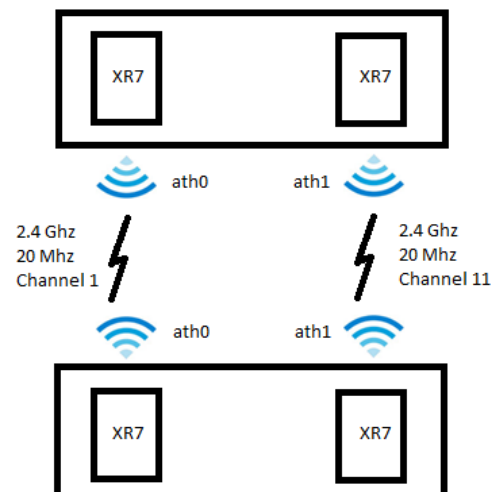 XR7
XR7
ath0
ath1
2.4 Ghz
20 Mhz
Channel 1
2.4 Ghz
20 Mhz
Channel 11
ath0
ath1
XR7
XR7